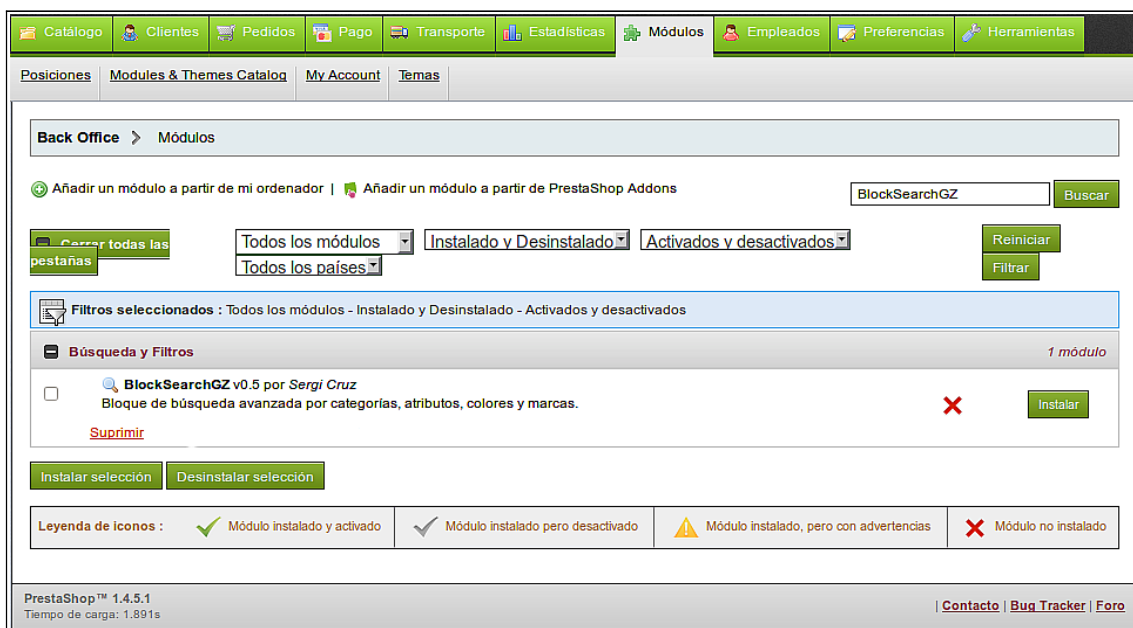 Catálogo Clientes Pedidos Pago Transporte Estadísticas Módulos Empleados Preferencias Herramientas
Posiciones Modules & Themes Catalog My Account Temas
Back Office > Módulos
Añadir un módulo a partir de mi ordenador | Añadir un módulo a partir de PrestaShop Addons BlockSearchGZ Buscar
Cerrar todas las Todos los módulos Instalado y Desinstalado Activados y desactivados Reiniciar
pestañas Todos los países Filtrar
Filtros seleccionados : Todos los módulos - Instalado y Desinstalado - Activados y desactivados
Búsqueda y Filtros 1 módulo
BlockSearchGZ v0.5 por Sergi Cruz
Bloque de búsqueda avanzada por categorías, atributos, colores y marcas. Instalar
Suprimir
Instalar selección Desinstalar selección
Leyenda de iconos : Módulo instalado y activado Módulo instalado pero desactivado Módulo instalado, pero con advertencias Módulo no instalado
PrestaShop™ 1.4.5.1
Tiempo de carga: 1.891s | Contacto | Bug Tracker | Foro